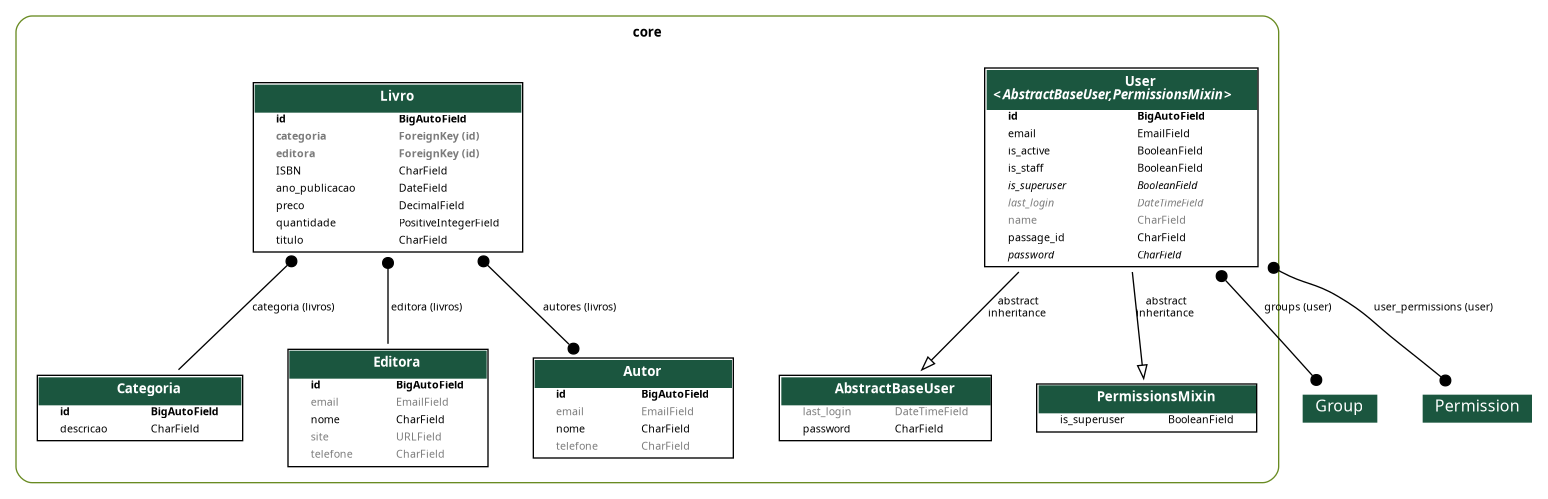 core
Livro
id BigAutoField
categoria ForeignKey (id)
editora ForeignKey (id)
ISBN CharField
ano_publicacao DateField
preco DecimalField
quantidade PositiveIntegerField
titulo CharField
User
<AbstractBaseUser,PermissionsMixin>
id BigAutoField
email EmailField
is_active BooleanField
is_staff BooleanField
is_superuser BooleanField
last_login DateTimeField
name CharField
passage_id CharField
password CharField
categoria (livros)
editora (livros)
autores (livros)
abstract
inheritance
abstract
inheritance
groups (user)
user_permissions (user)
Categoria
id BigAutoField
descricao CharField
Editora
id BigAutoField
email EmailField
nome CharField
site URLField
telefone CharField
Autor
id BigAutoField
email EmailField
nome CharField
telefone CharField
AbstractBaseUser
last_login DateTimeField
password CharField
PermissionsMixin
is_superuser BooleanField
Group
Permission